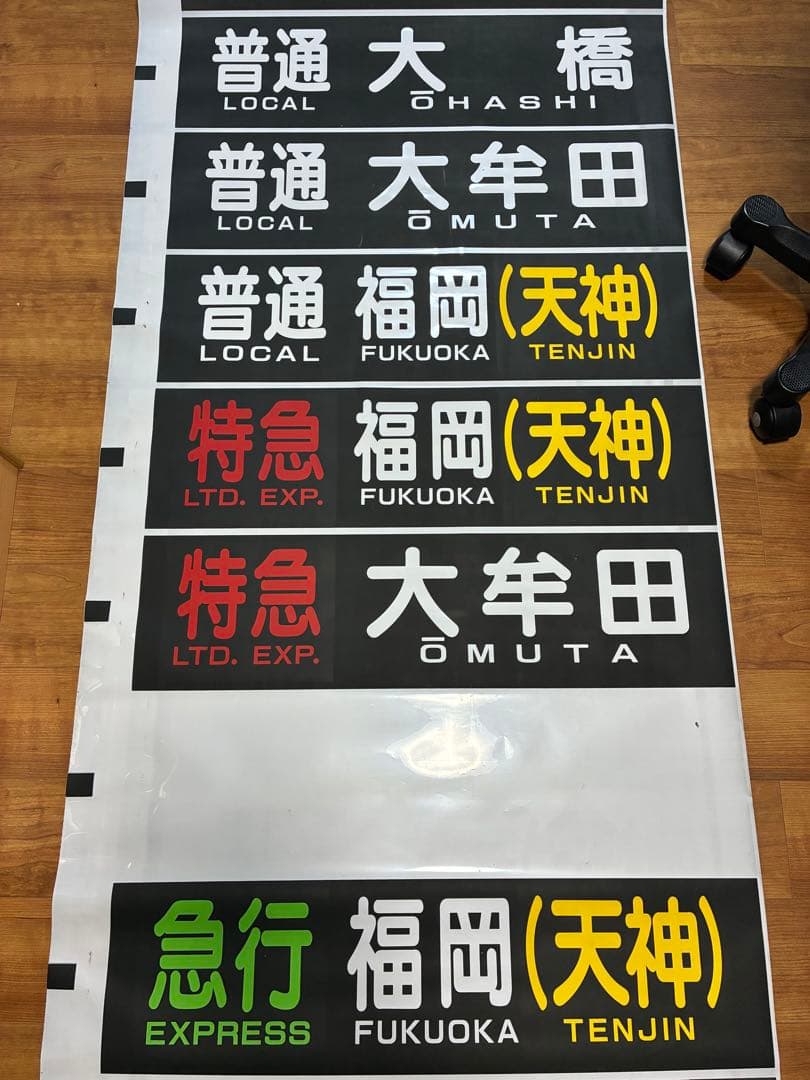 普通 大橋
LOCAL ŌHASHI
普通 大牟田
LOCAL ŌMUTA
普通 福岡(天神)
LOCAL FUKUOKA TENJIN
特急 福岡(天神)
LTD. EXP. FUKUOKA TENJIN
特急 大牟田
LTD. EXP. ŌMUTA
急行 福岡(天神)
EXPRESS FUKUOKA TENJIN